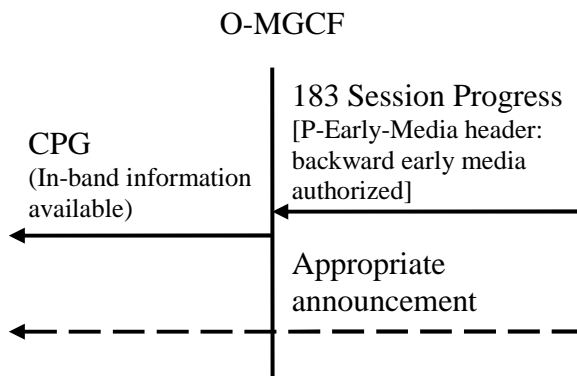 O-MGCF
183 Session Progress
[P-Early-Media header:
backward early media
authorized]
CPG
(In-band information
available)
Appropriate
announcement